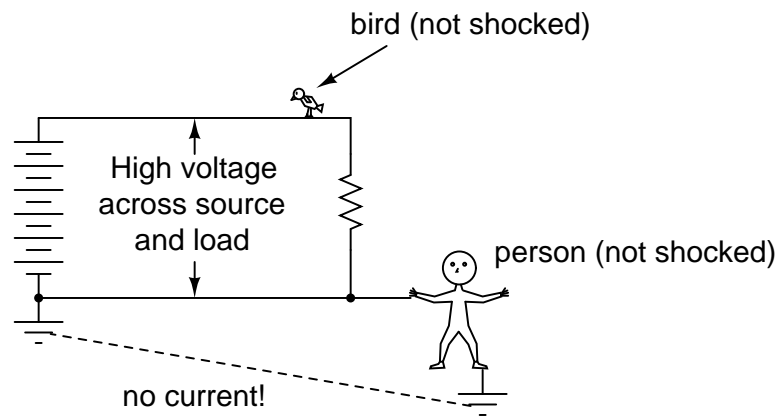 bird (not shocked)
High voltage
across source
and load
person (not shocked)
no current!